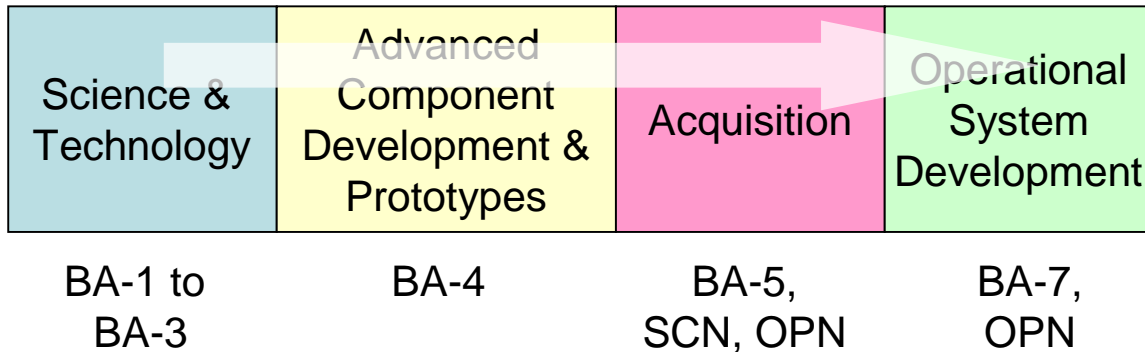 Science &
Technology
Advanced
Component
Development &
Prototypes
Acquisition
Operational
System
Development
BA-1 to
BA-3
BA-4
BA-5,
SCN, OPN
BA-7,
OPN